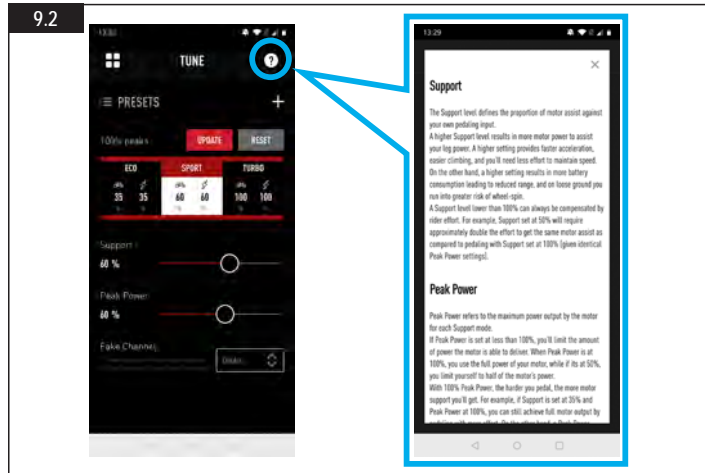 9.2
13:30
TUNE
?
PRESETS
+
100% peaks
UPDATE
RESET
ECO
SPORT
TURBO
35 35
60 60
100 100
Support
60 %
Peak Power
60 %
Fake Channel
13:29
Support
The Support level defines the proportion of motor assist against
your own pedaling input.
A higher Support level results in more motor power to assist
your leg power. A higher setting provides faster acceleration,
easier climbing, and you'll need less effort to maintain speed.
On the other hand, a higher setting results in more battery
consumption leading to reduced range, and on loose ground you
run into greater risk of wheel-spin.
A Support level lower than 100% can always be compensated by
rider effort. For example, Support set at 50% will require
approximately double the effort to get the same motor assist as
compared to pedaling with Support set at 100% (given identical
Peak Power settings).
Peak Power
Peak Power refers to the maximum power output by the motor
for each Support mode.
If Peak Power is set at less than 100%, you'll limit the amount
of power the motor is able to deliver. When Peak Power is at
100%, you use the full power of your motor, while if its at 50%,
you limit yourself to half of the motor's power.
With 100% Peak Power, the harder you pedal, the more motor
support you'll get. For example, if Support is set at 35% and
Peak Power at 100%, you can still achieve full motor output by
pedaling with more effort. On the other hand
Peak Power